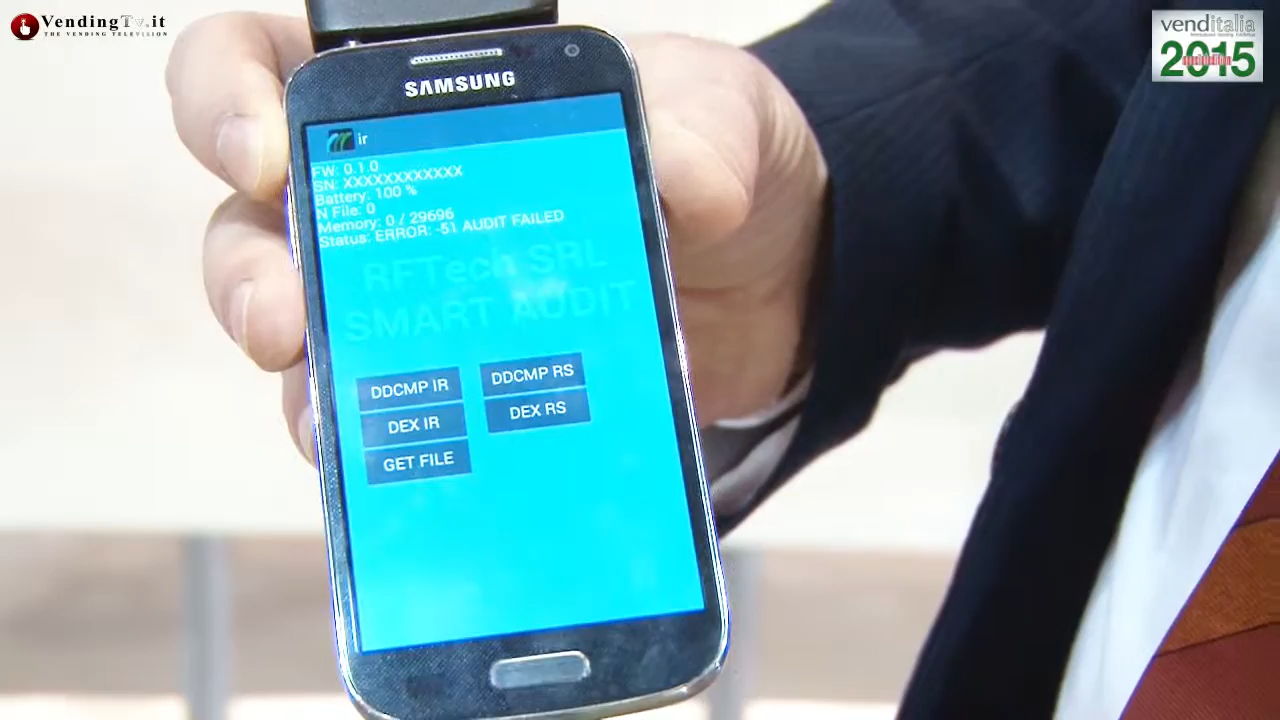 VendingTv.it
THE VENDING TELEVISION
venditalia
2015
SAMSUNG
ir
FW: 0.1.0
SN: XXXXXXXXXXXX
Battery: 100 %
N File: 0
Memory: 0 / 29696
Status: ERROR: -51 AUDIT FAILED
RFTech SRL
SMART AUDIT
DDCMP IR
DDCMP RS
DEX IR
DEX RS
GET FILE